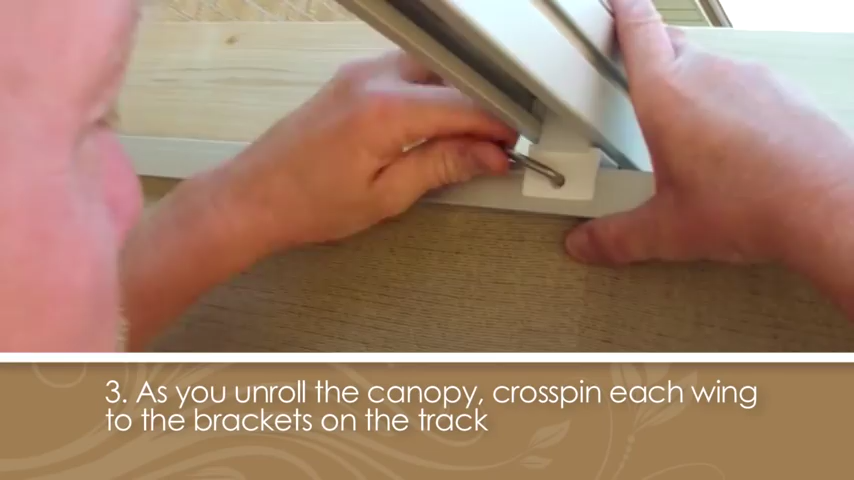 3. As you unroll the canopy, crosspin each wing
to the brackets on the track